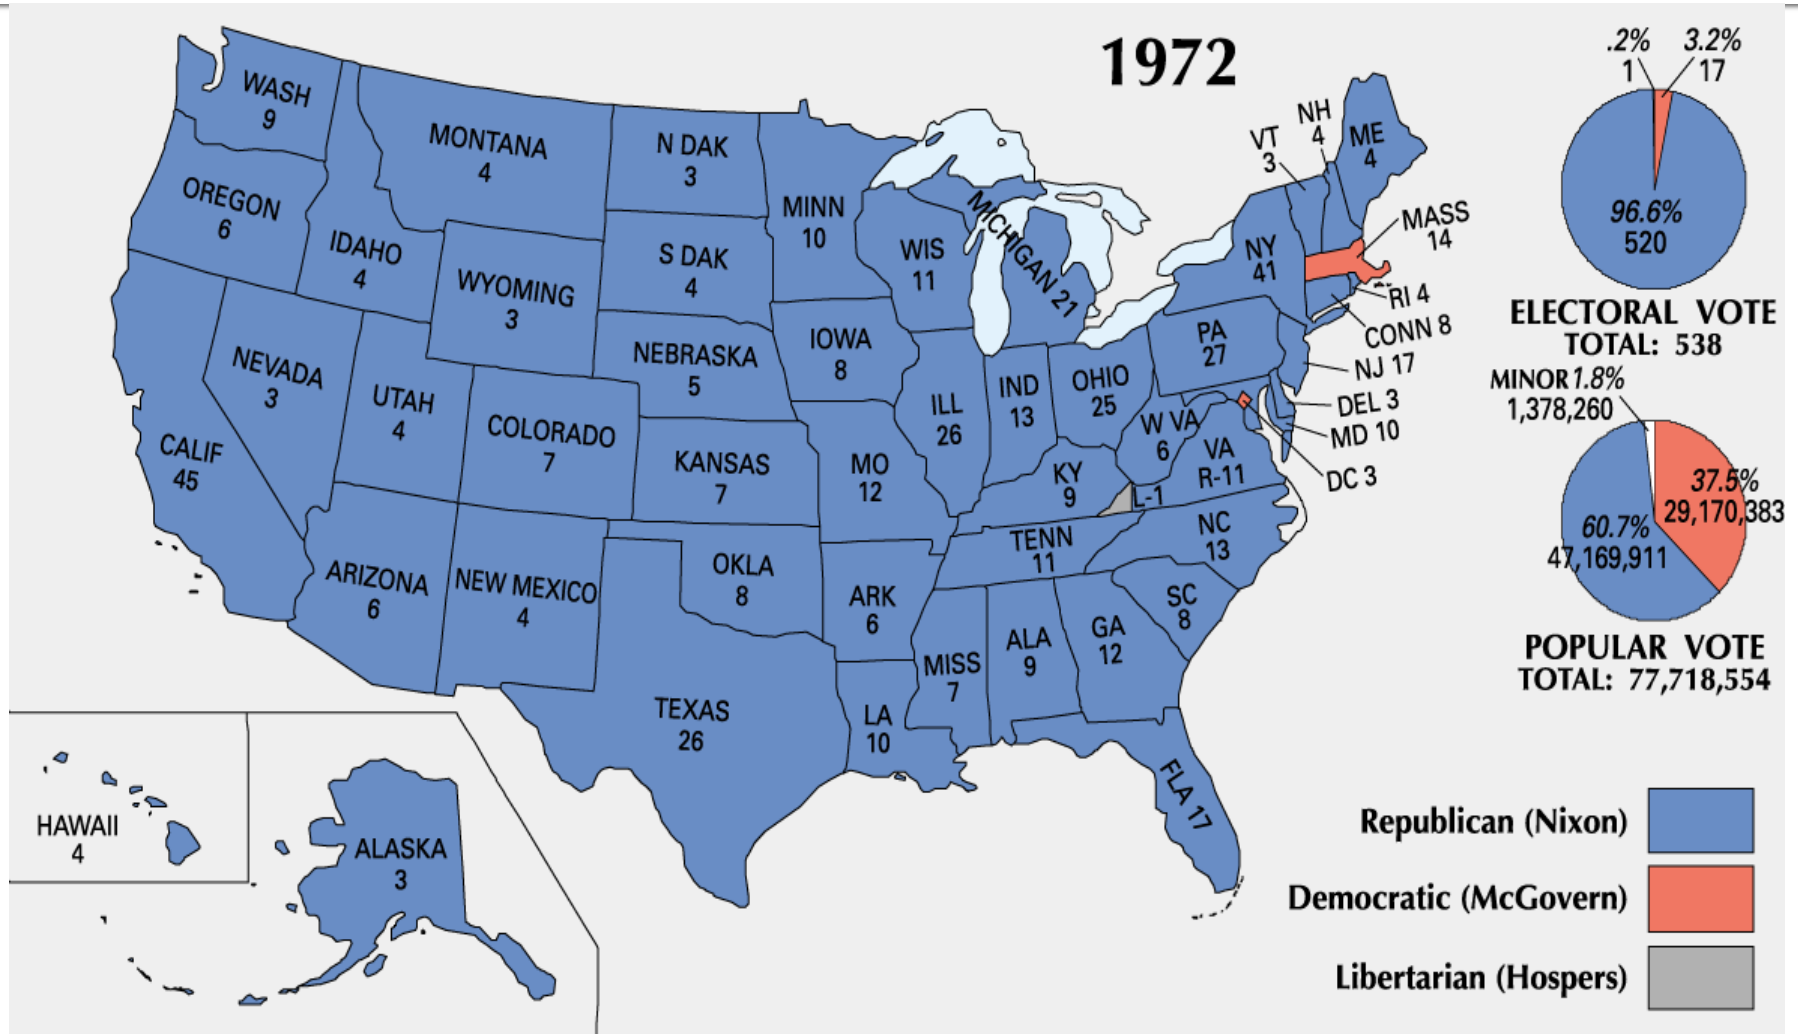 1972
WASH
9
MONTANA
4
N DAK
3
MINN
10
OREGON
6
IDAHO
4
WYOMING
3
S DAK
4
WIS
11
MICHIGAN 21
VT
3
NH
4
ME
4
MASS
14
NY
41
RI 4
CONN 8
NJ 17
DEL 3
MD 10
DC 3
PA
27
NEVADA
3
UTAH
4
COLORADO
7
NEBRASKA
5
IOWA
8
ILL
26
IND
13
OHIO
25
W VA
6
VA
R-11
L-1
CALIF
45
KANSAS
7
MO
12
KY
9
NC
13
TENN
11
ARIZONA
6
NEW MEXICO
4
OKLA
8
ARK
6
SC
8
MISS
7
ALA
9
GA
12
TEXAS
26
LA
10
FLA 17
HAWAII
4
ALASKA
3
.2%
1
3.2%
17
96.6%
520
ELECTORAL VOTE
TOTAL: 538
MINOR 1.8%
1,378,260
37.5%
29,170,383
60.7%
47,169,911
POPULAR VOTE
TOTAL: 77,718,554
Republican (Nixon)
Democratic (McGovern)
Libertarian (Hospers)